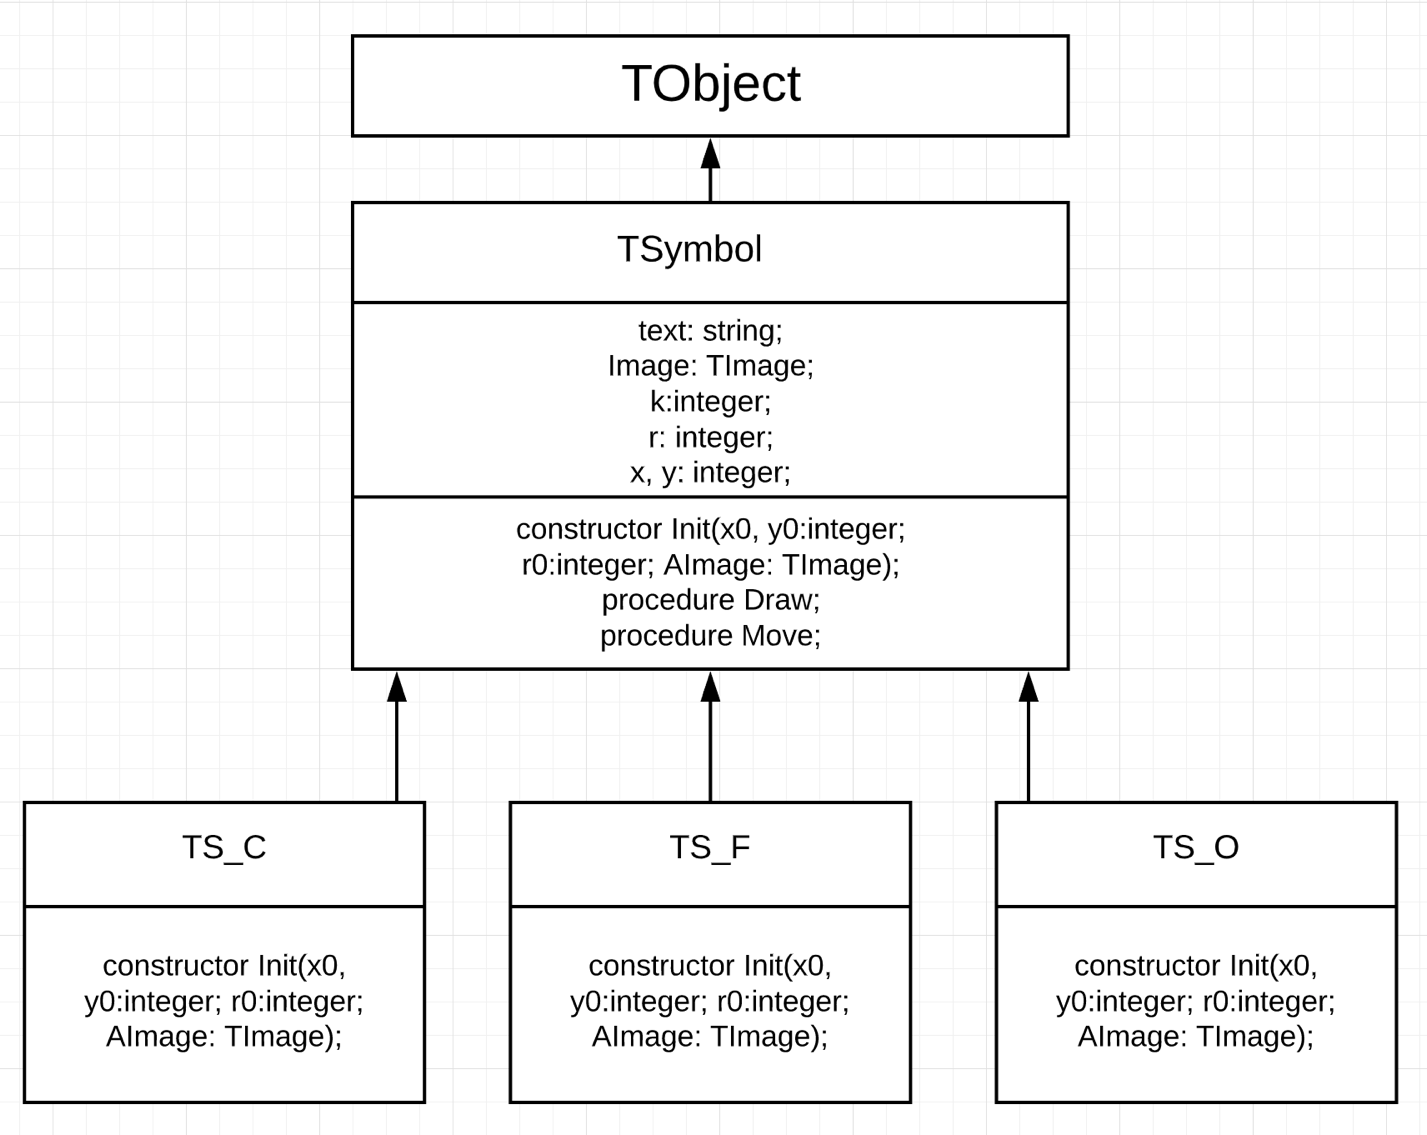 TObject
TSymbol
text: string;
Image: TImage;
k:integer;
r: integer;
x, y: integer;
constructor Init(x0, y0:integer;
r0:integer; AImage: TImage);
procedure Draw;
procedure Move;
TS_C
constructor Init(x0,
y0:integer; r0:integer;
AImage: TImage);
TS_F
constructor Init(x0,
y0:integer; r0:integer;
AImage: TImage);
TS_O
constructor Init(x0,
y0:integer; r0:integer;
AImage: TImage);